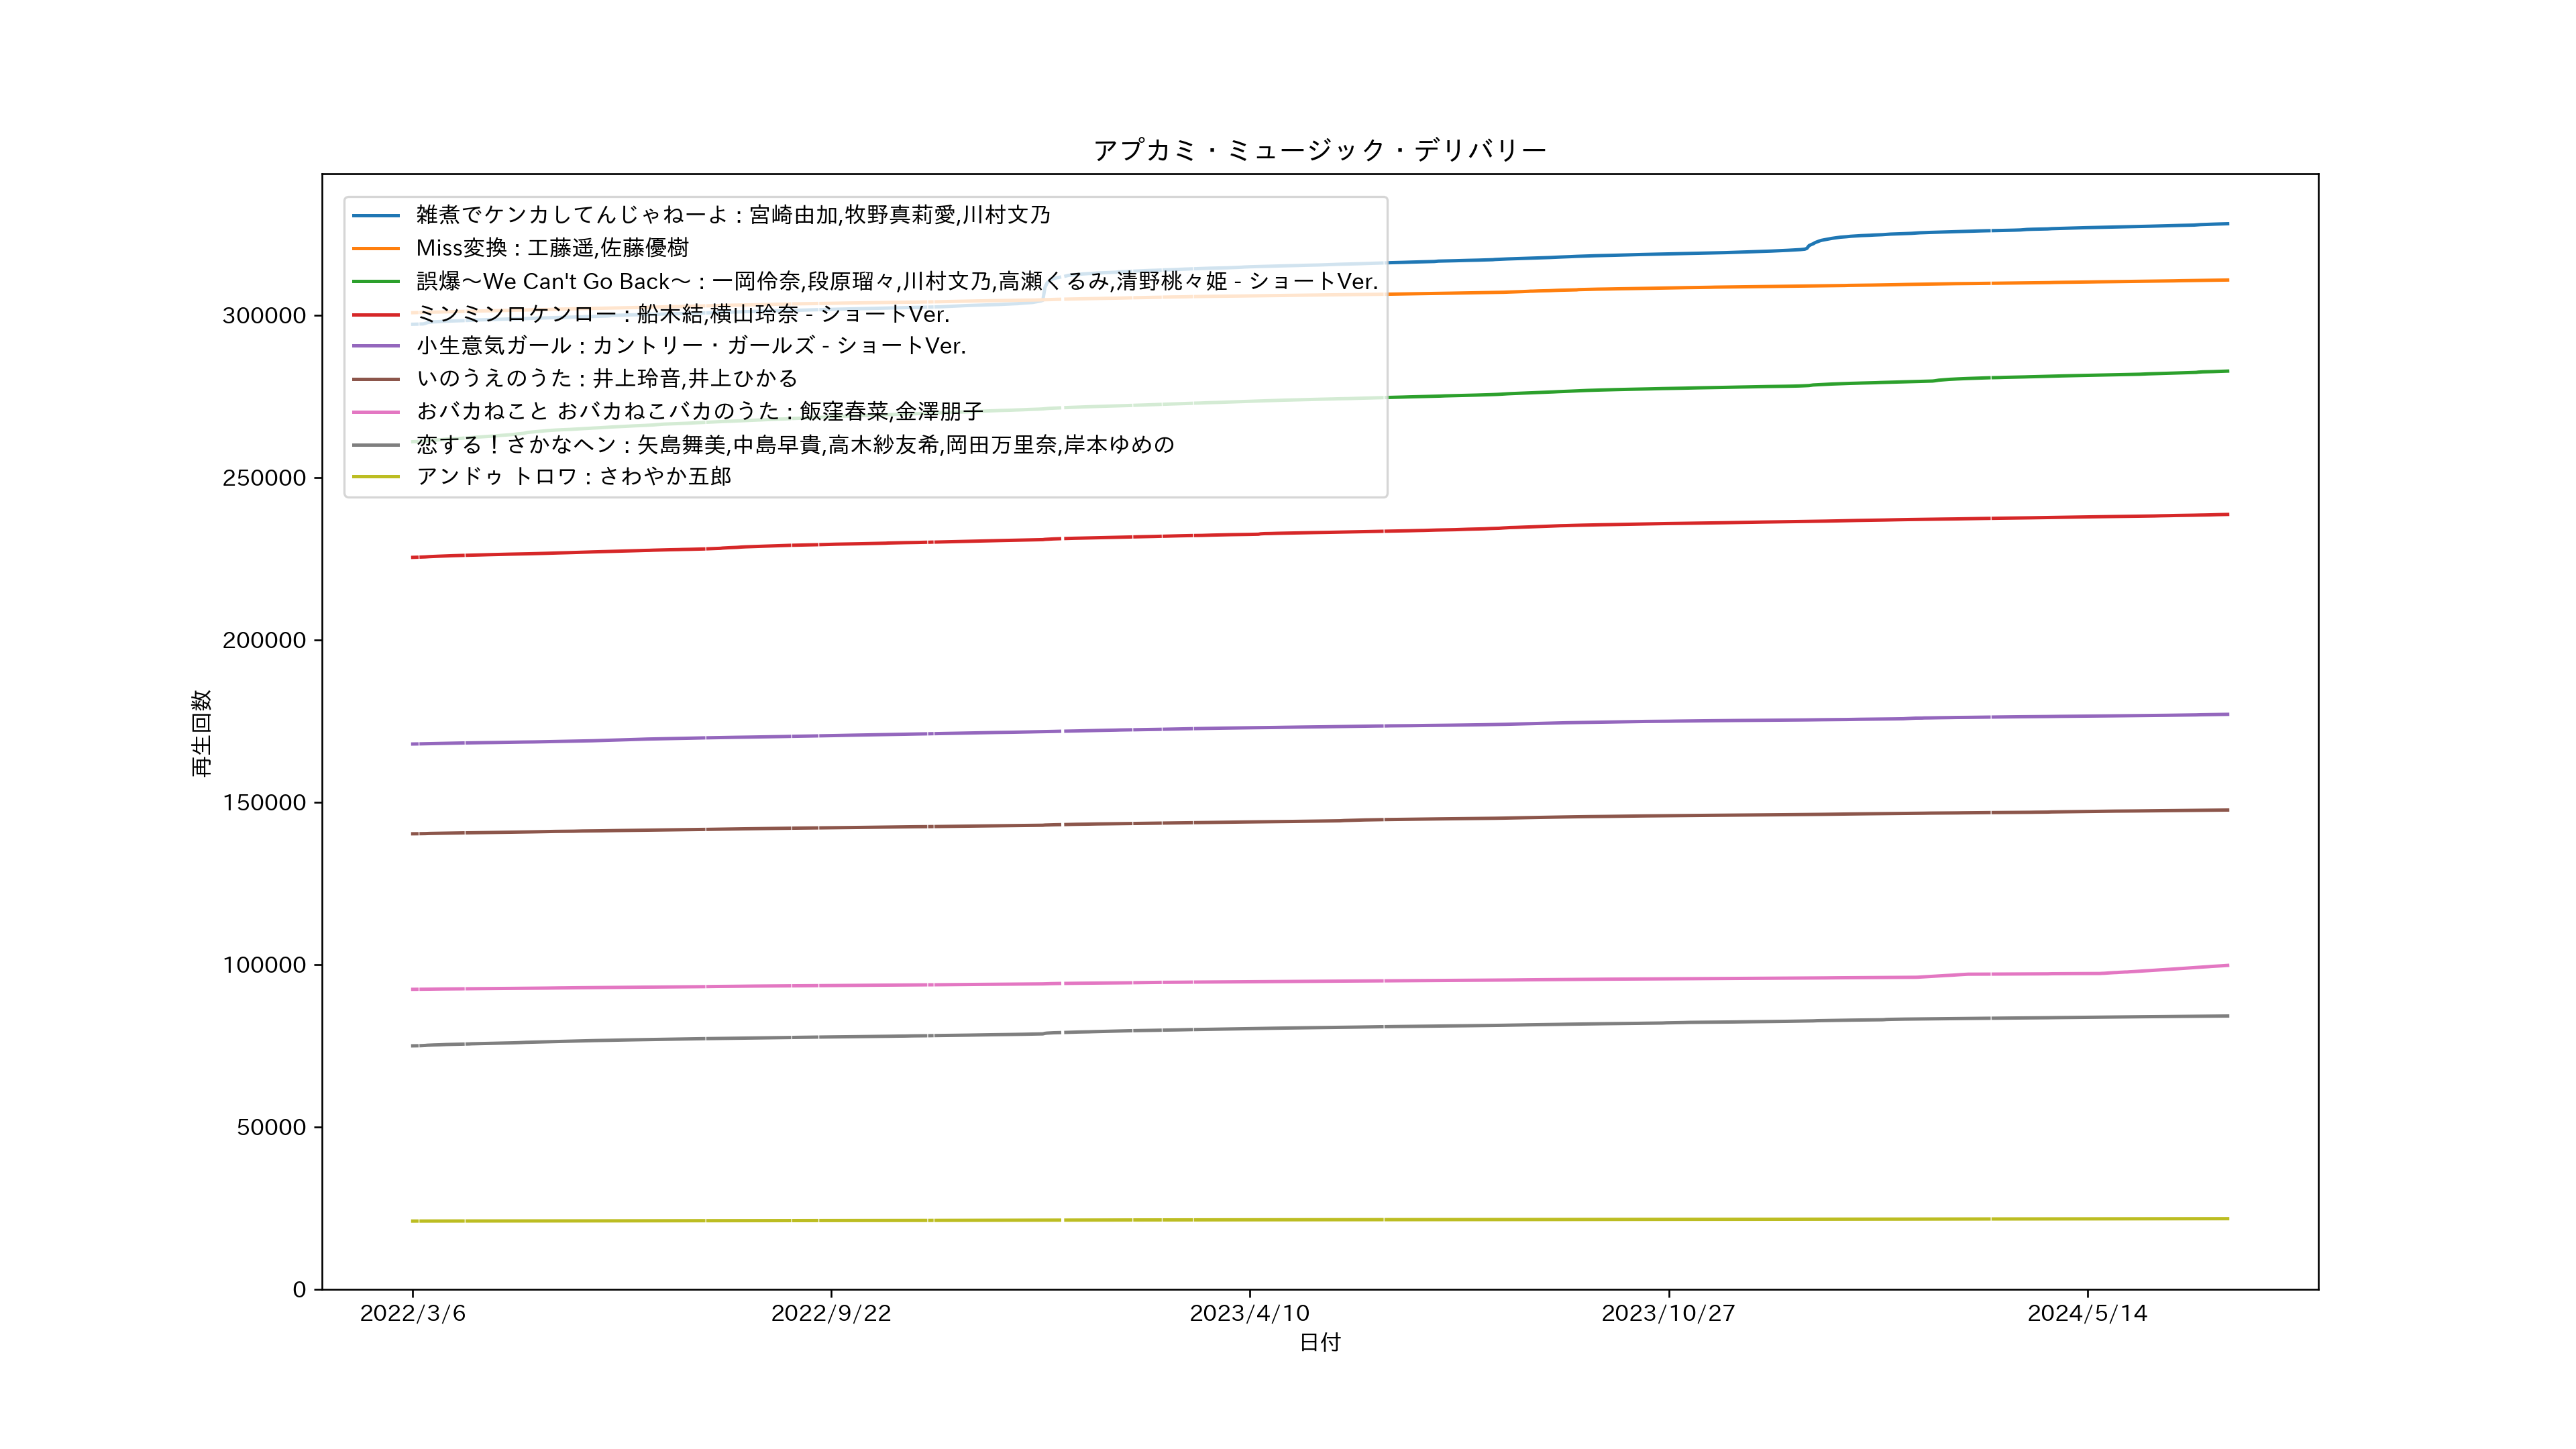 アプカミ・ミュージック・デリバリー
雑煮でケンカしてんじゃねーよ : 宮崎由加,牧野真莉愛,川村文乃
Miss変換 : 工藤遥,佐藤優樹
誤爆～We Can't Go Back～ : 一岡伶奈,段原瑠々,川村文乃,高瀬くるみ,清野桃々姫 - ショートVer.
ミンミンロケンロー : 船木結,横山玲奈 - ショートVer.
小生意気ガール : カントリー・ガールズ - ショートVer.
いのうえのうた : 井上玲音,井上ひかる
おバカねこと おバカねこバカのうた : 飯窪春菜,金澤朋子
恋する！さかなヘン : 矢島舞美,中島早貴,高木紗友希,岡田万里奈,岸本ゆめの
アンドゥ トロワ : さわやか五郎
300000
250000
200000
150000
100000
50000
0
再生回数
2022/3/6
2022/9/22
2023/4/10
2023/10/27
2024/5/14
日付